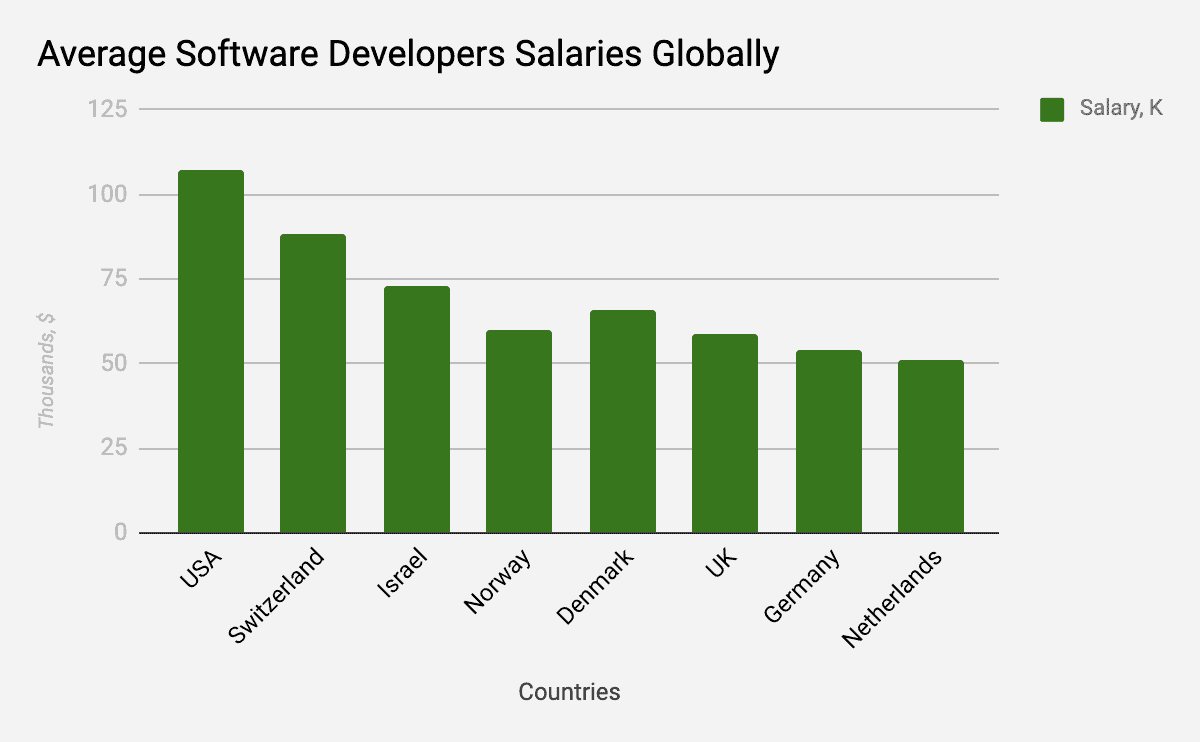 Average Software Developers Salaries Globally
Salary, K
Thousands, $
125
100
75
50
25
0
USA
Switzerland
Israel
Norway
Denmark
UK
Germany
Netherlands
Countries